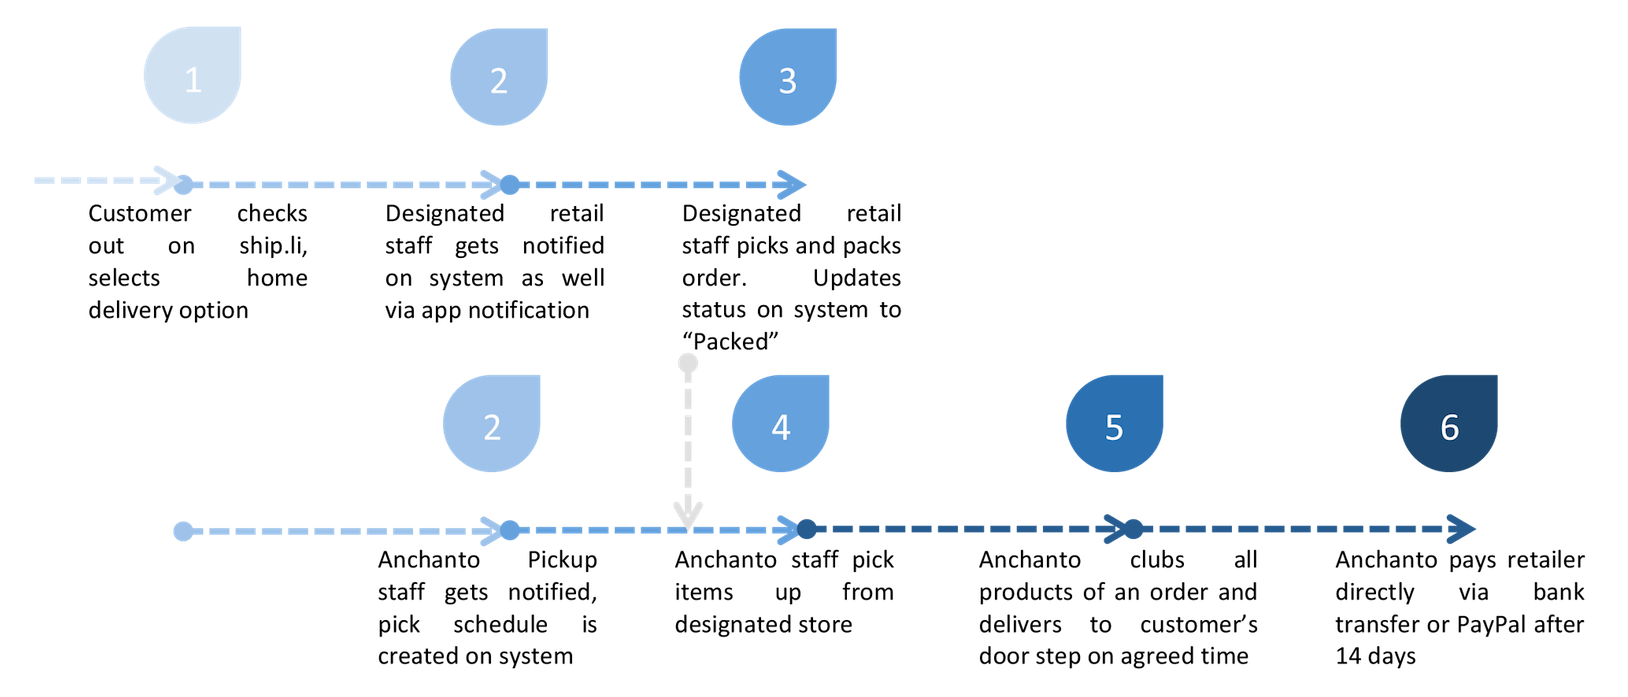 1
2
3
Customer checks
out on ship.li,
selects home
delivery option
Designated retail
staff gets notified
on system as well
via app notification
Designated retail
staff picks and packs
order. Updates
status on system to
“Packed”
2
4
5
6
Anchanto Pickup
staff gets notified,
pick schedule is
created on system
Anchanto staff pick
items up from
designated store
Anchanto clubs all
products of an order and
delivers to customer’s
door step on agreed time
Anchanto pays retailer
directly via bank
transfer or PayPal after
14 days